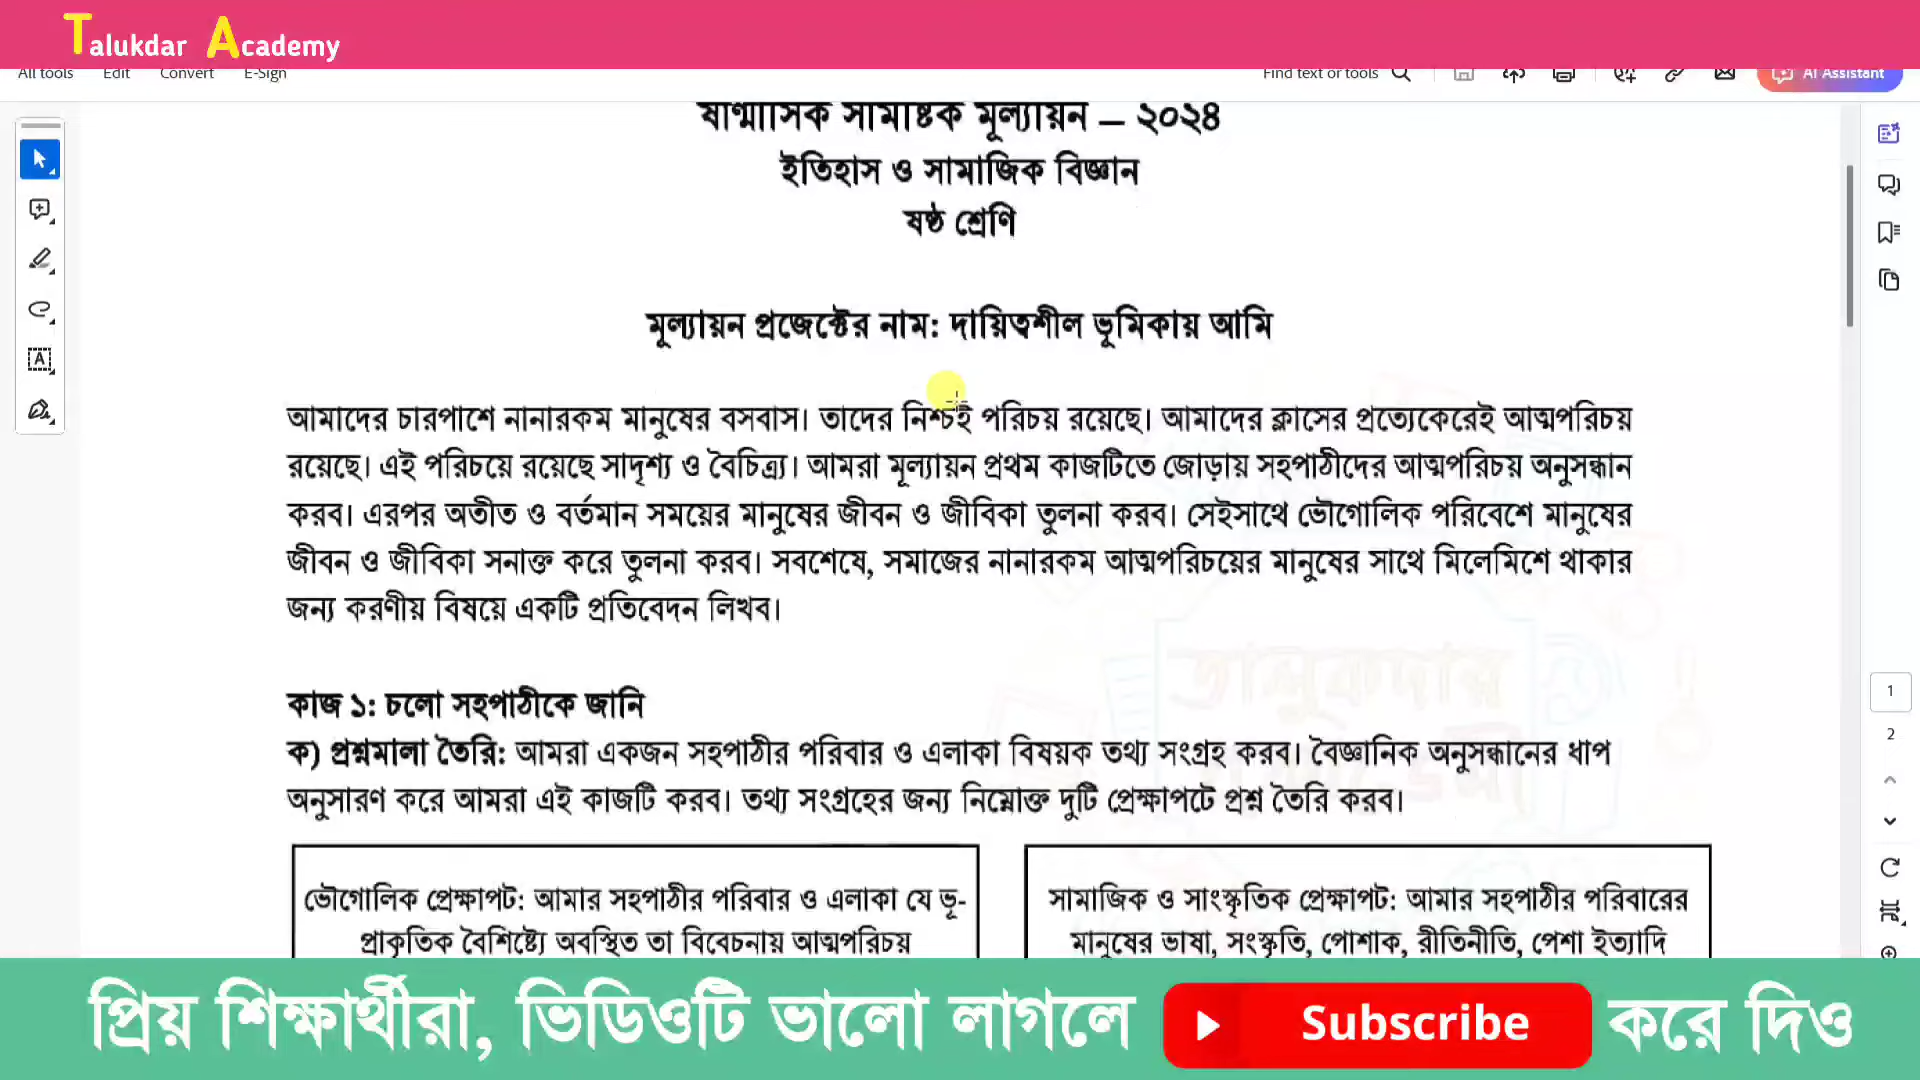 Talukdar Academy
All tools Edit Convert E-Sign Find text or tools AI Assistant
ষাণ্মাসিক সামষ্টিক মূল্যায়ন – ২০২৪
ইতিহাস ও সামাজিক বিজ্ঞান
ষষ্ঠ শ্রেণি
মূল্যায়ন প্রজেক্টের নাম: দায়িত্বশীল ভূমিকায় আমি
আমাদের চারপাশে নানারকম মানুষের বসবাস। তাদের নিশ্চই পরিচয় রয়েছে। আমাদের ক্লাসের প্রত্যেকেরেই আত্মপরিচয়
রয়েছে। এই পরিচয়ে রয়েছে সাদৃশ্য ও বৈচিত্র্য। আমরা মূল্যায়ন প্রথম কাজটিতে জোড়ায় সহপাঠীদের আত্মপরিচয় অনুসন্ধান
করব। এরপর অতীত ও বর্তমান সময়ের মানুষের জীবন ও জীবিকা তুলনা করব। সেইসাথে ভৌগোলিক পরিবেশে মানুষের
জীবন ও জীবিকা সনাক্ত করে তুলনা করব। সবশেষে, সমাজের নানারকম আত্মপরিচয়ের মানুষের সাথে মিলেমিশে থাকার
জন্য করণীয় বিষয়ে একটি প্রতিবেদন লিখব।
তালুকদার
একাডেমী
কাজ ১: চলো সহপাঠীকে জানি
ক) প্রশ্নমালা তৈরি: আমরা একজন সহপাঠীর পরিবার ও এলাকা বিষয়ক তথ্য সংগ্রহ করব। বৈজ্ঞানিক অনুসন্ধানের ধাপ
অনুসারণ করে আমরা এই কাজটি করব। তথ্য সংগ্রহের জন্য নিম্নোক্ত দুটি প্রেক্ষাপটে প্রশ্ন তৈরি করব।
ভৌগোলিক প্রেক্ষাপট: আমার সহপাঠীর পরিবার ও এলাকা যে ভূ-
প্রাকৃতিক বৈশিষ্ট্যে অবস্থিত তা বিবেচনায় আত্মপরিচয়
সামাজিক ও সাংস্কৃতিক প্রেক্ষাপট: আমার সহপাঠীর পরিবারের
মানুষের ভাষা, সংস্কৃতি, পোশাক, রীতিনীতি, পেশা ইত্যাদি
1
2
প্রিয় শিক্ষার্থীরা, ভিডিওটি ভালো লাগলে Subscribe করে দিও